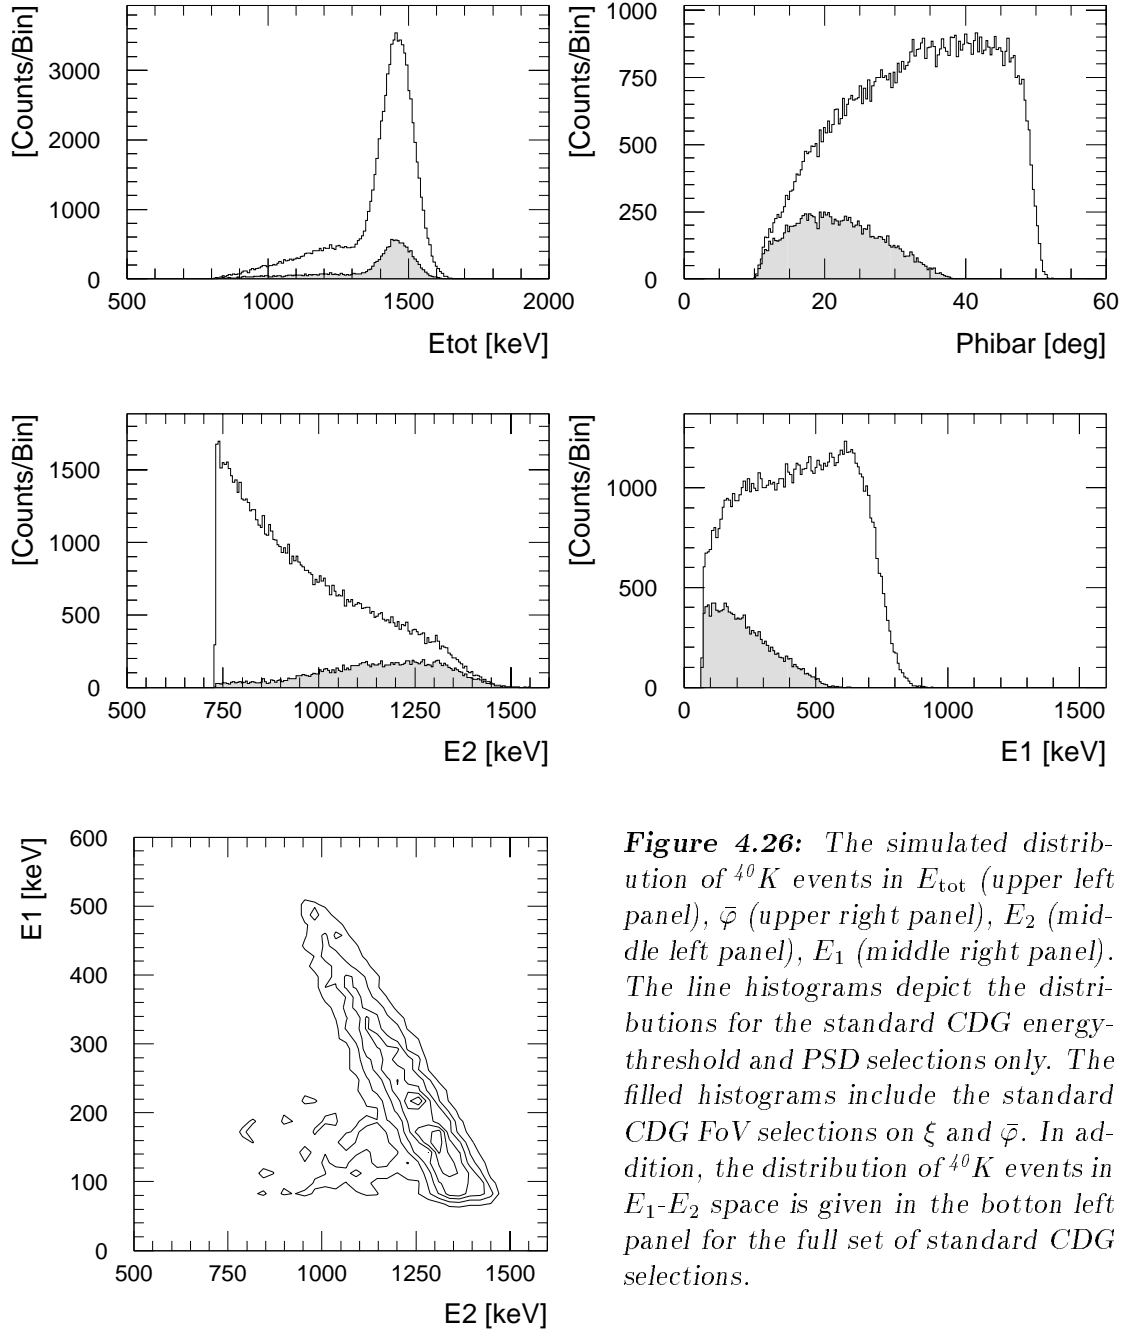 [Counts/Bin]
3000
2000
1000
0
500 1000 1500 2000
Etot [keV]
[Counts/Bin]
1000
750
500
250
0
0 20 40 60
Phibar [deg]
[Counts/Bin]
1500
1000
500
0
500 750 1000 1250 1500
E2 [keV]
[Counts/Bin]
1000
500
0
0 500 1000 1500
E1 [keV]
E1 [keV]
600
500
400
300
200
100
0
500 750 1000 1250 1500
E2 [keV]
Figure 4.26: The simulated distrib-
ution of ⁴⁰K events in E_tot (upper left
panel), φ̄ (upper right panel), E₂ (mid-
dle left panel), E₁ (middle right panel).
The line histograms depict the distri-
butions for the standard CDG energy-
threshold and PSD selections only. The
filled histograms include the standard
CDG FoV selections on ξ and φ̄. In ad-
dition, the distribution of ⁴⁰K events in
E₁-E₂ space is given in the botton left
panel for the full set of standard CDG
selections.